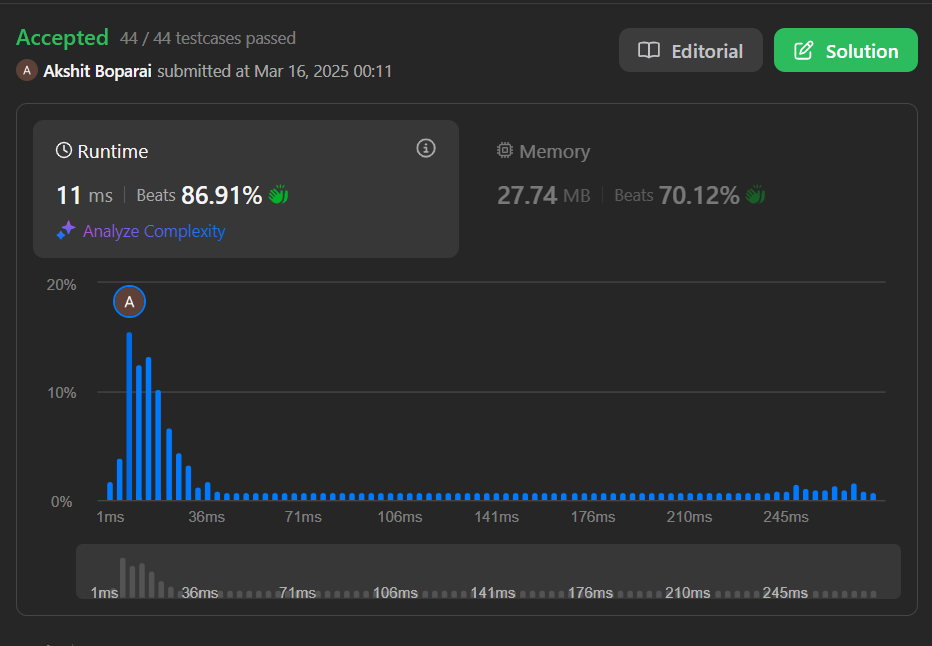 Accepted 44 / 44 testcases passed
Editorial
Solution
A Akshit Boparai submitted at Mar 16, 2025 00:11
Runtime
11 ms Beats 86.91%
Analyze Complexity
Memory
27.74 MB Beats 70.12%
20%
A
10%
0%
1ms 36ms 71ms 106ms 141ms 176ms 210ms 245ms
1ms 36ms 71ms 106ms 141ms 176ms 210ms 245ms